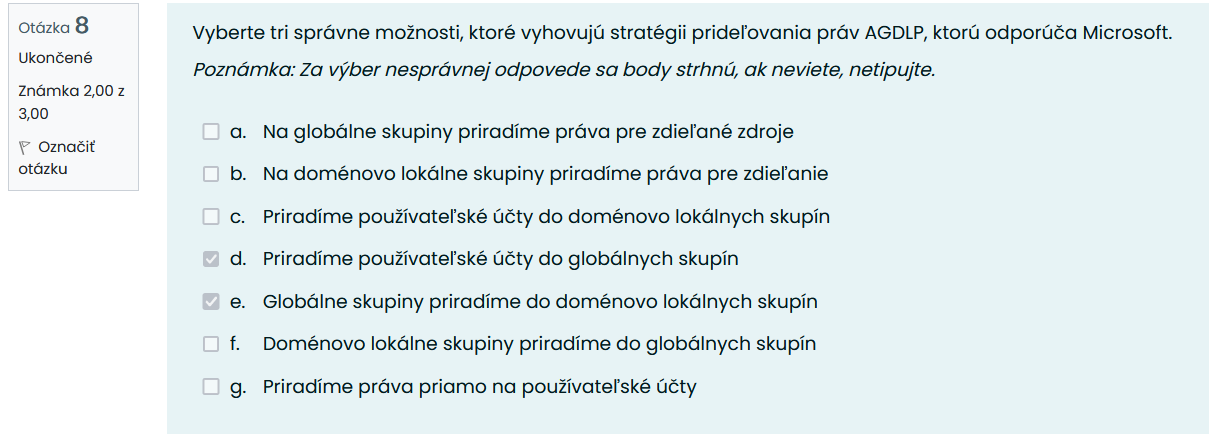 Otázka 8
Ukončené
Známka 2,00 z
3,00
Označiť
otázku
Vyberte tri správne možnosti, ktoré vyhovujú stratégii prideľovania práv AGDLP, ktorú odporúča Microsoft.
Poznámka: Za výber nesprávnej odpovede sa body strhnú, ak neviete, netipujte.
a. Na globálne skupiny priradíme práva pre zdieľané zdroje
b. Na doménovo lokálne skupiny priradíme práva pre zdieľanie
c. Priradíme používateľské účty do doménovo lokálnych skupín
d. Priradíme používateľské účty do globálnych skupín
e. Globálne skupiny priradíme do doménovo lokálnych skupín
f. Doménovo lokálne skupiny priradíme do globálnych skupín
g. Priradíme práva priamo na používateľské účty